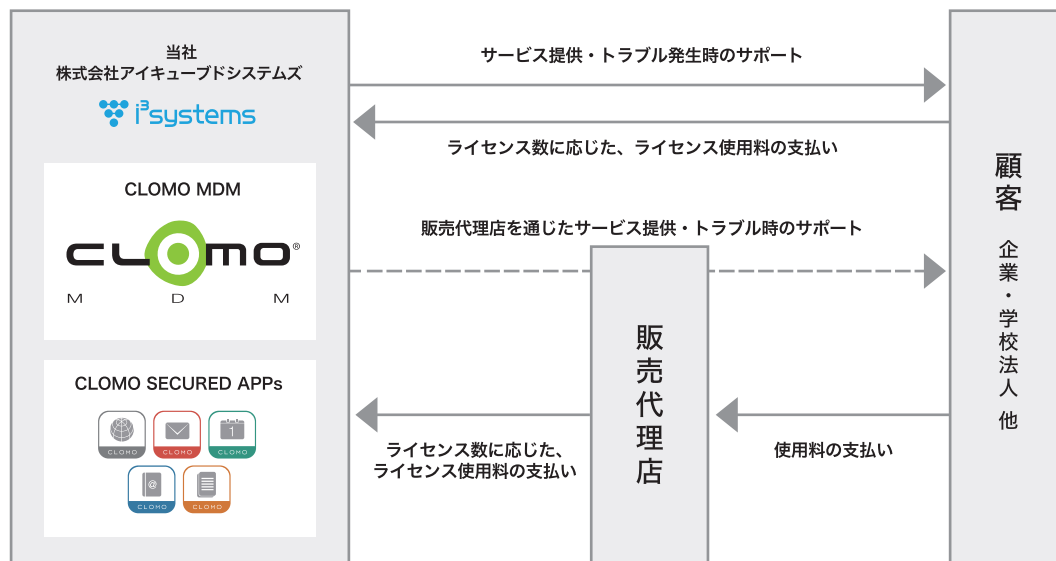 当社
株式会社アイキューブドシステムズ
i³systems
CLOMO MDM
CLOMO®
M D M
CLOMO SECURED APPs
CLOMO
CLOMO
1
CLOMO
@
CLOMO
CLOMO
サービス提供・トラブル発生時のサポート
ライセンス数に応じた、ライセンス使用料の支払い
販売代理店を通じたサービス提供・トラブル時のサポート
販売代理店
ライセンス数に応じた、
ライセンス使用料の支払い
使用料の支払い
顧客 企業・学校法人 他